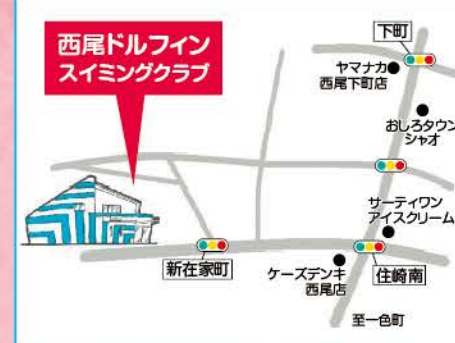 西尾ドルフィン
スイミングクラブ
下町
ヤマナカ
西尾下町店
おしろタウン
シャオ
サーティワン
アイスクリーム
新在家町
ケーズデンキ
西尾店
住崎南
至一色町